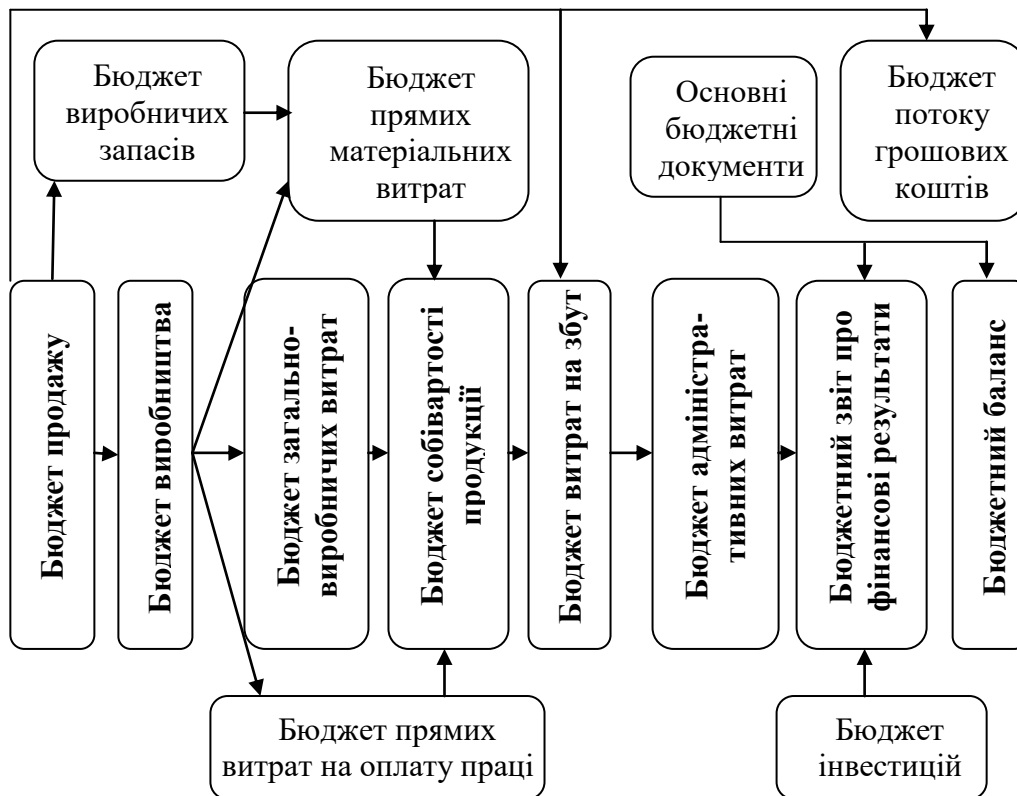 Бюджет
виробничих
запасів
Бюджет
прямих
матеріальних
витрат
Основні
бюджетні
документи
Бюджет
потоку
грошових
коштів
Бюджет продажу
Бюджет виробництва
Бюджет загально-
виробничих витрат
Бюджет собівартості
продукції
Бюджет витрат на збут
Бюджет адміністра-
тивних витрат
Бюджетний звіт про
фінансові результати
Бюджетний баланс
Бюджет прямих
витрат на оплату праці
Бюджет
інвестицій